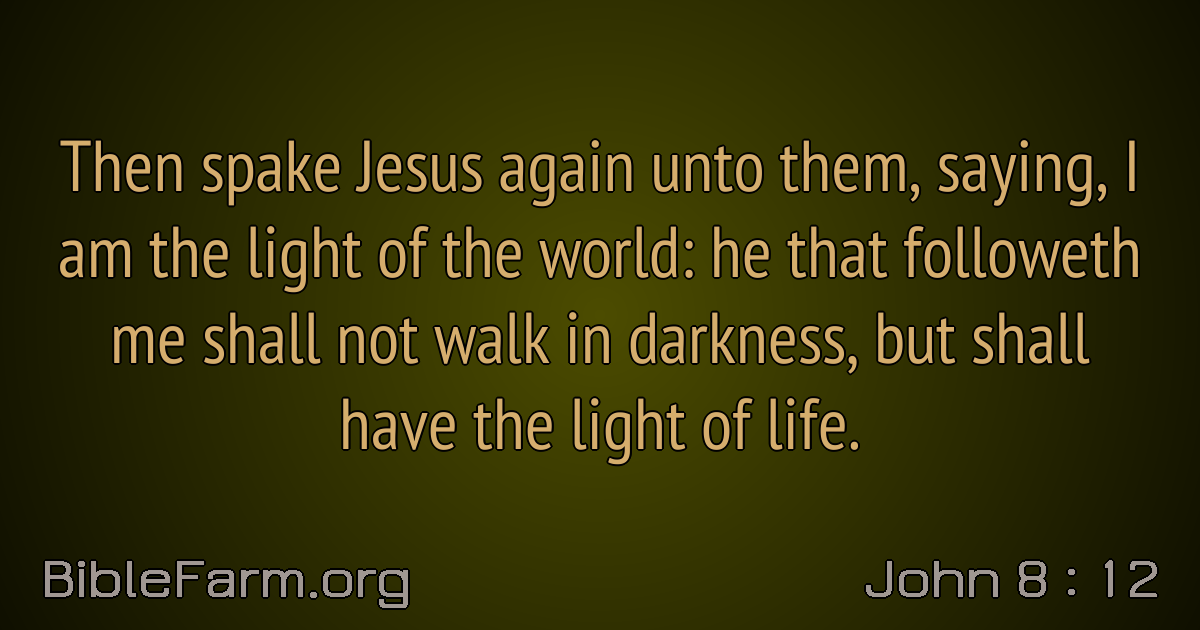 Then spake Jesus again unto them, saying, I
am the light of the world: he that followeth
me shall not walk in darkness, but shall
have the light of life.
BibleFarm.org
John 8 : 12